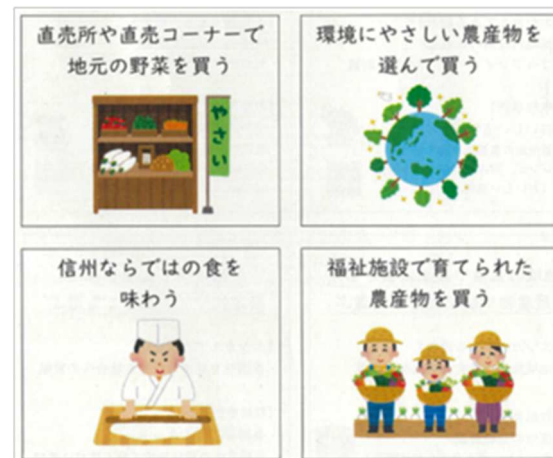 直売所や直売コーナーで
地元の野菜を買う
やさい
環境にやさしい農産物を
選んで買う
信州ならではの食を
味わう
福祉施設で育てられた
農産物を買う